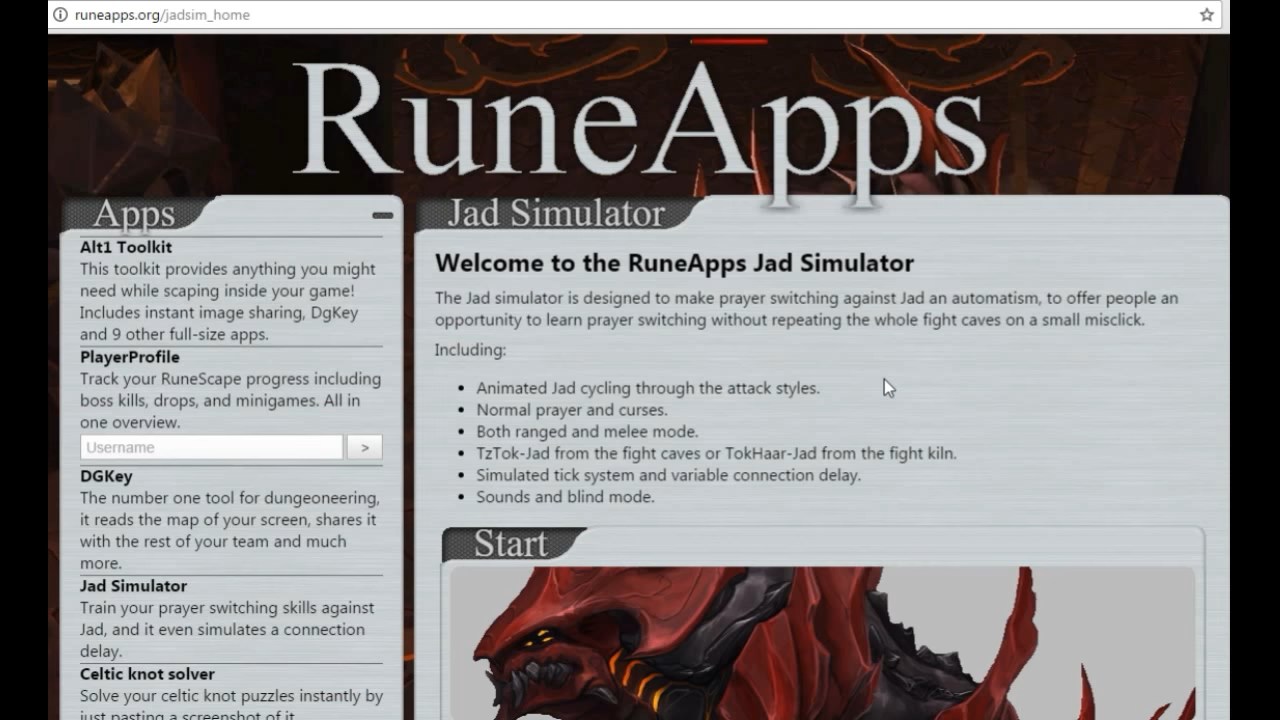 runeapps.org/jadsim_home
RuneApps
Apps
Alt1 Toolkit
This toolkit provides anything you might
need while scaping inside your game!
Includes instant image sharing, DgKey
and 9 other full-size apps.
PlayerProfile
Track your RuneScape progress including
boss kills, drops, and minigames. All in
one overview.
Username >
DGKey
The number one tool for dungeoneering,
it reads the map of your screen, shares it
with the rest of your team and much
more.
Jad Simulator
Train your prayer switching skills against
Jad, and it even simulates a connection
delay.
Celtic knot solver
Solve your celtic knot puzzles instantly by
just pasting a screenshot of it.
Jad Simulator
Welcome to the RuneApps Jad Simulator
The Jad simulator is designed to make prayer switching against Jad an automatism, to offer people an
opportunity to learn prayer switching without repeating the whole fight caves on a small misclick.
Including:
• Animated Jad cycling through the attack styles.
• Normal prayer and curses.
• Both ranged and melee mode.
• TzTok-Jad from the fight caves or TokHaar-Jad from the fight kiln.
• Simulated tick system and variable connection delay.
• Sounds and blind mode.
Start